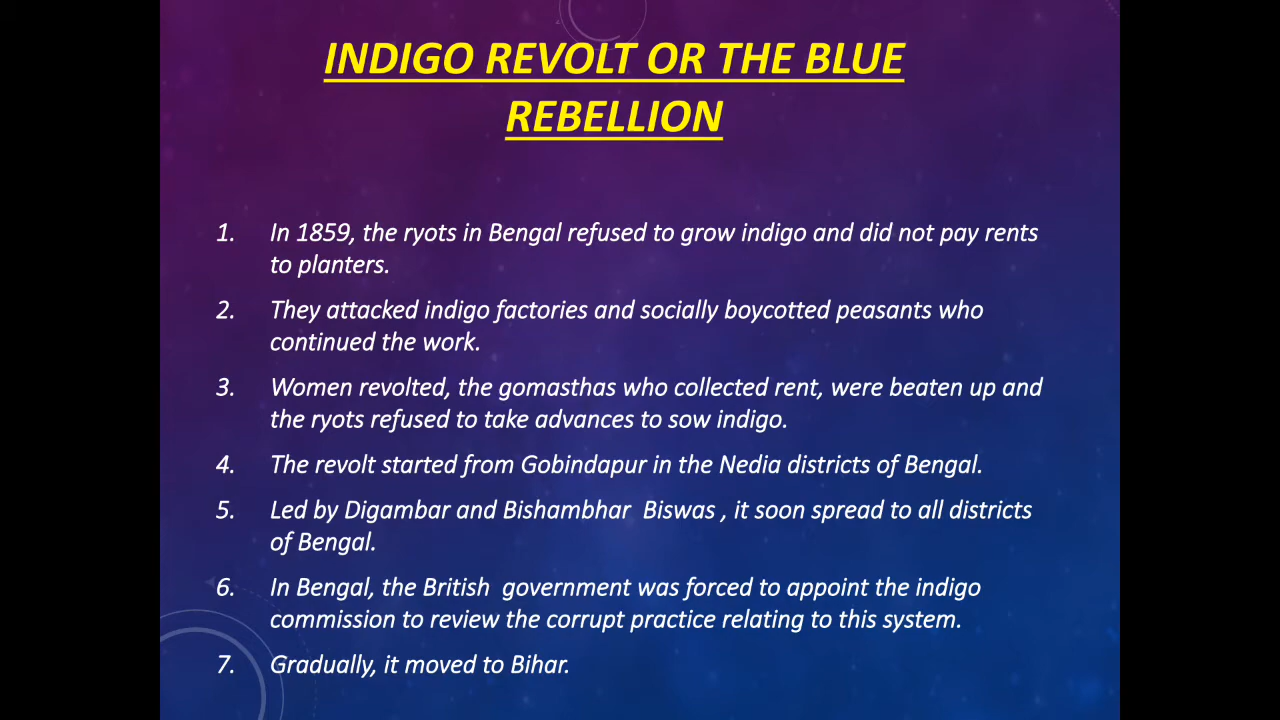 INDIGO REVOLT OR THE BLUE
REBELLION
1. In 1859, the ryots in Bengal refused to grow indigo and did not pay rents
to planters.
2. They attacked indigo factories and socially boycotted peasants who
continued the work.
3. Women revolted, the gomasthas who collected rent, were beaten up and
the ryots refused to take advances to sow indigo.
4. The revolt started from Gobindapur in the Nedia districts of Bengal.
5. Led by Digambar and Bishambhar Biswas , it soon spread to all districts
of Bengal.
6. In Bengal, the British government was forced to appoint the indigo
commission to review the corrupt practice relating to this system.
7. Gradually, it moved to Bihar.